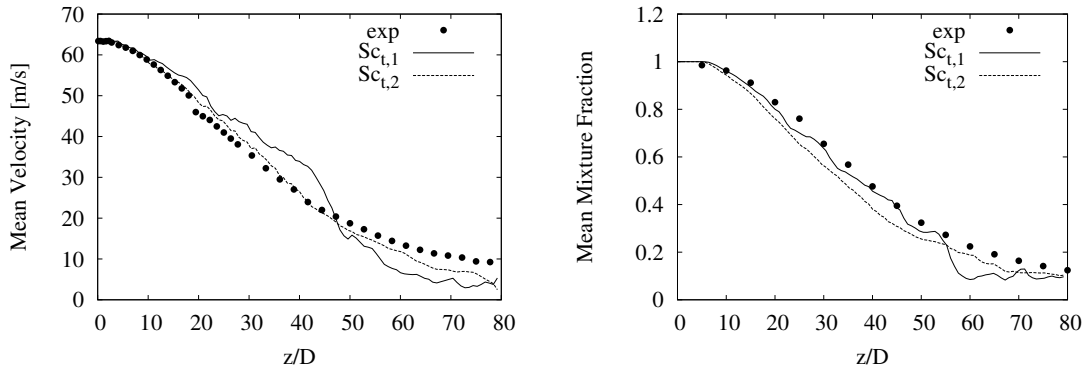 Mean Velocity [m/s]
70
60
50
40
30
20
10
0
exp
Sc_{t,1}
Sc_{t,2}
0 10 20 30 40 50 60 70 80
z/D
Mean Mixture Fraction
1.2
1
0.8
0.6
0.4
0.2
0
exp
Sc_{t,1}
Sc_{t,2}
0 10 20 30 40 50 60 70 80
z/D